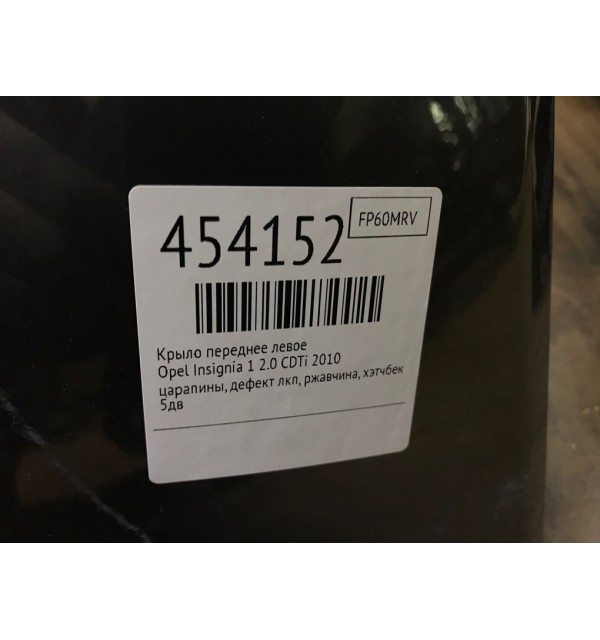 454152
FP60MRV
Крыло переднее левое
Opel Insignia 1 2.0 CDTi 2010
царапины, дефект лкп, ржавчина, хэтчбек
5дв